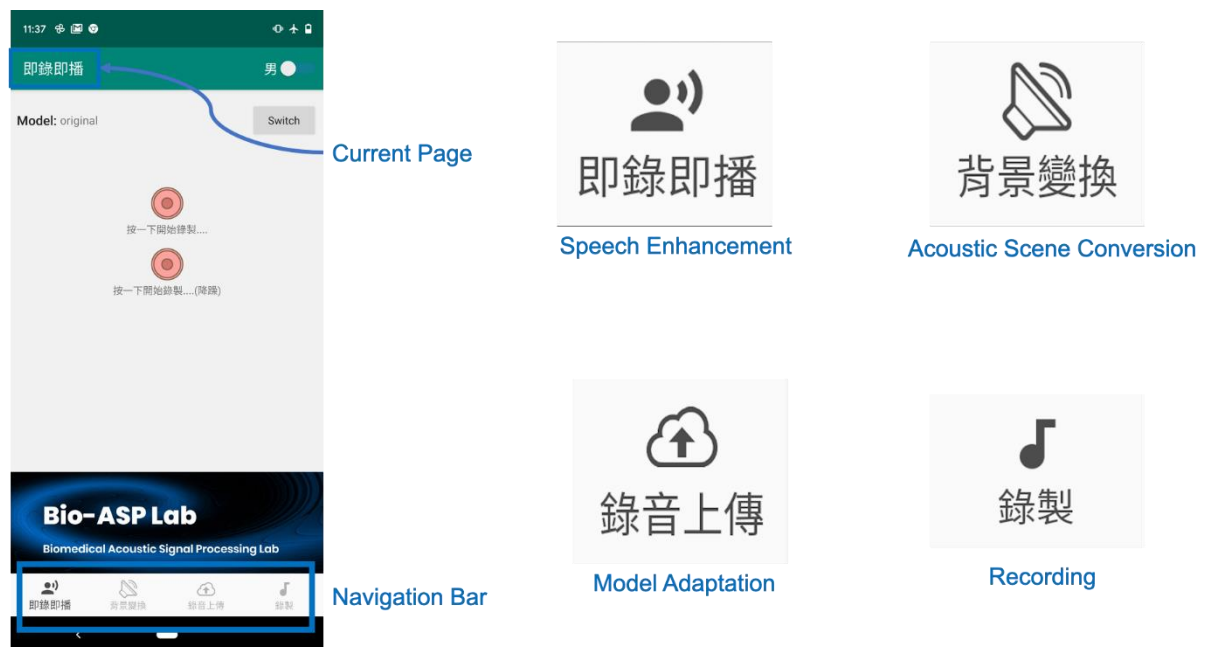 11:37
即錄即播
男
Model: original
Switch
Current Page
按一下開始錄製....
按一下開始錄製....(降躁)
Bio-ASP Lab
Biomedical Acoustic Signal Processing Lab
即錄即播
背景變換
錄音上傳
錄製
Navigation Bar
即錄即播
Speech Enhancement
背景變換
Acoustic Scene Conversion
錄音上傳
Model Adaptation
錄製
Recording